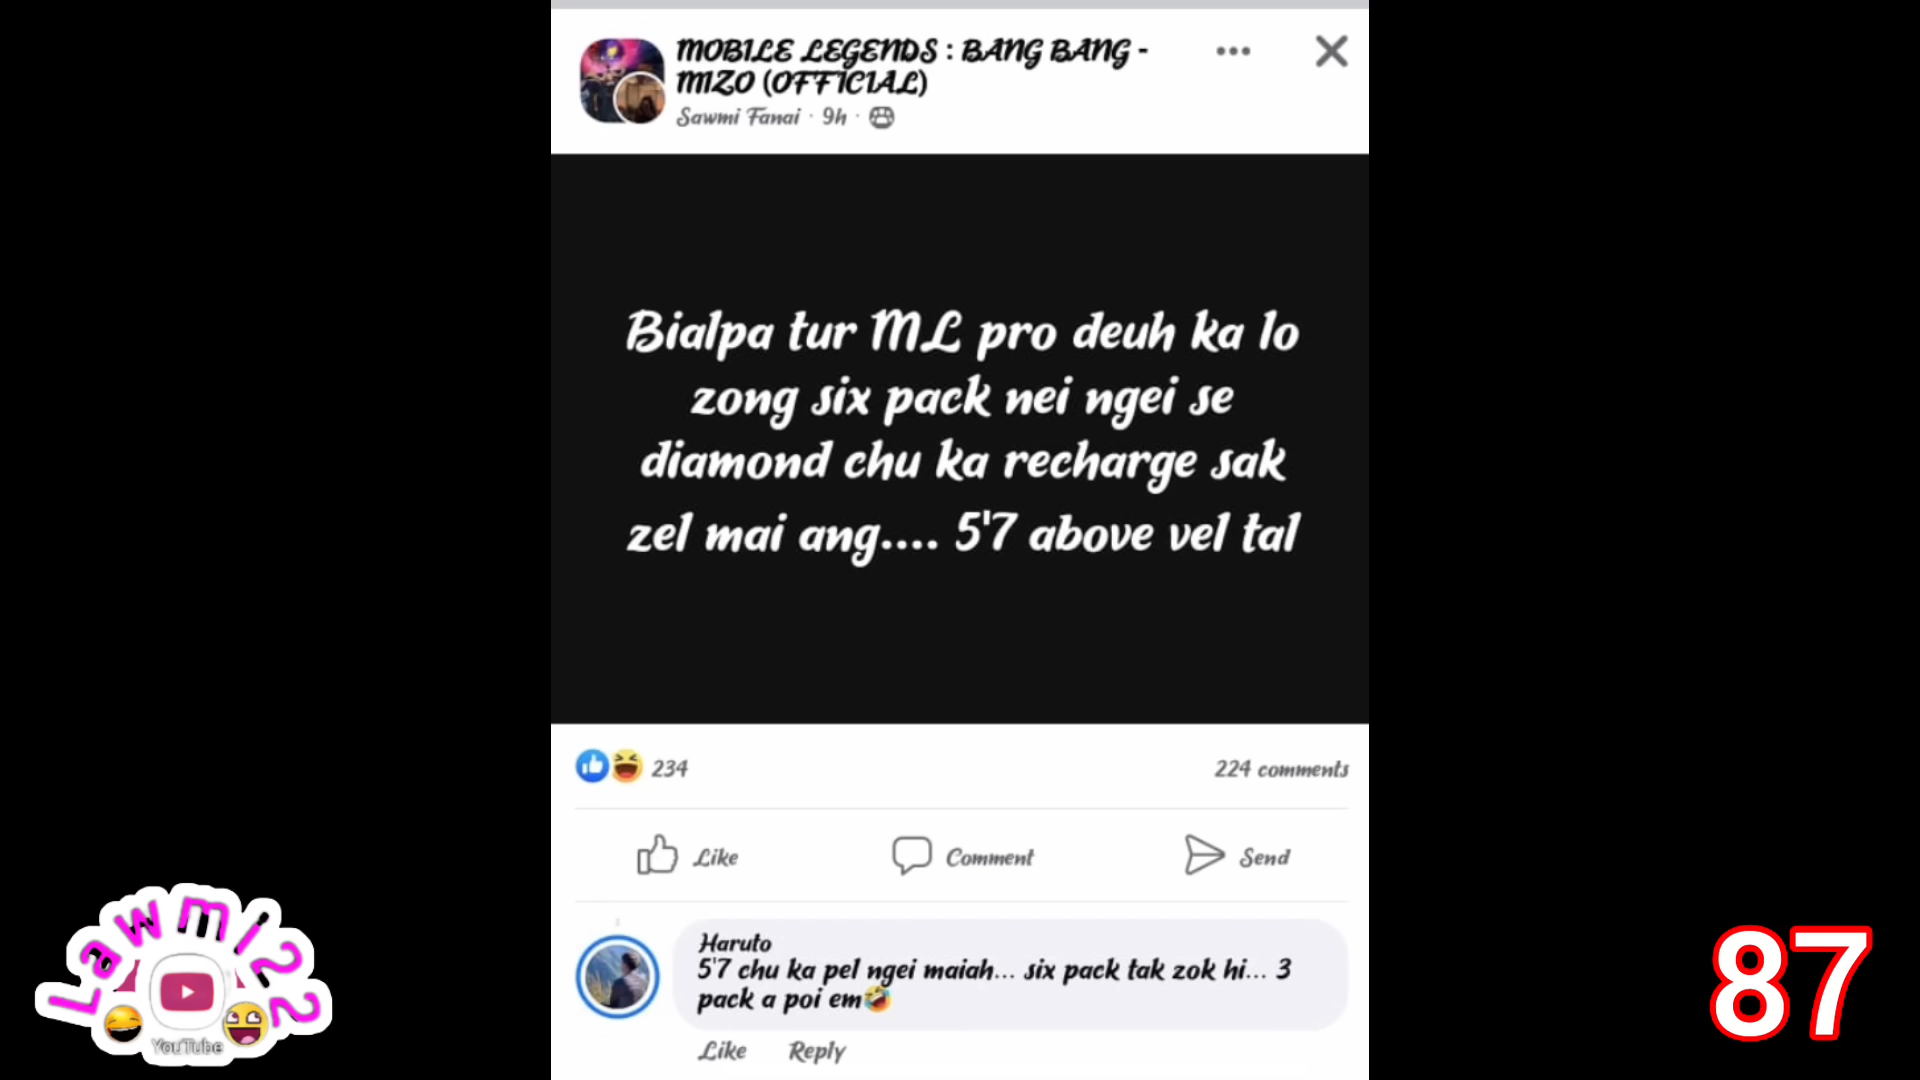 MOBILE LEGENDS : BANG BANG -
MIZO (OFFICIAL)
Sawmi Fanai · 9h ·
Bialpa tur ML pro deuh ka lo
zong six pack nei ngei se
diamond chu ka recharge sak
zel mai ang.... 5'7 above vel tal
234
224 comments
Like
Comment
Send
Haruto
5'7 chu ka pel ngei maiah... six pack tak zok hi... 3
pack a poi em🤣
Like
Reply
Lawmi22
YouTube
87